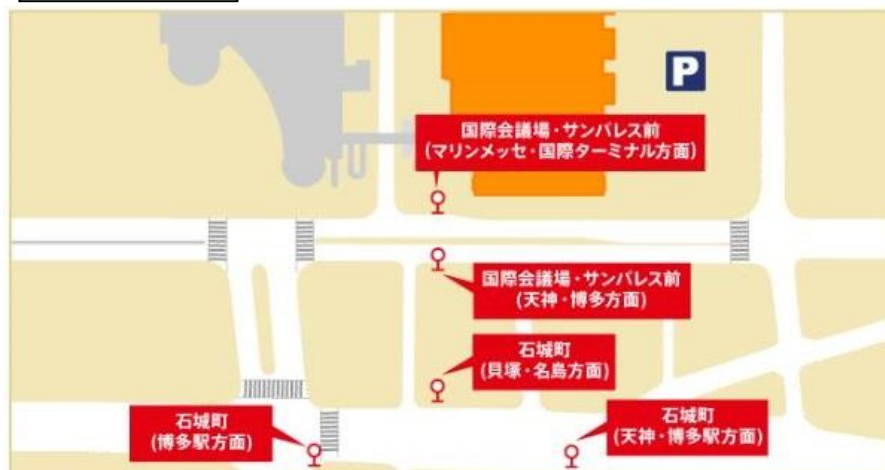 P
国際会議場・サンパレス前
(マリンメッセ・国際ターミナル方面)
国際会議場・サンパレス前
(天神・博多方面)
石城町
(貝塚・名島方面)
石城町
(博多駅方面)
石城町
(天神・博多駅方面)